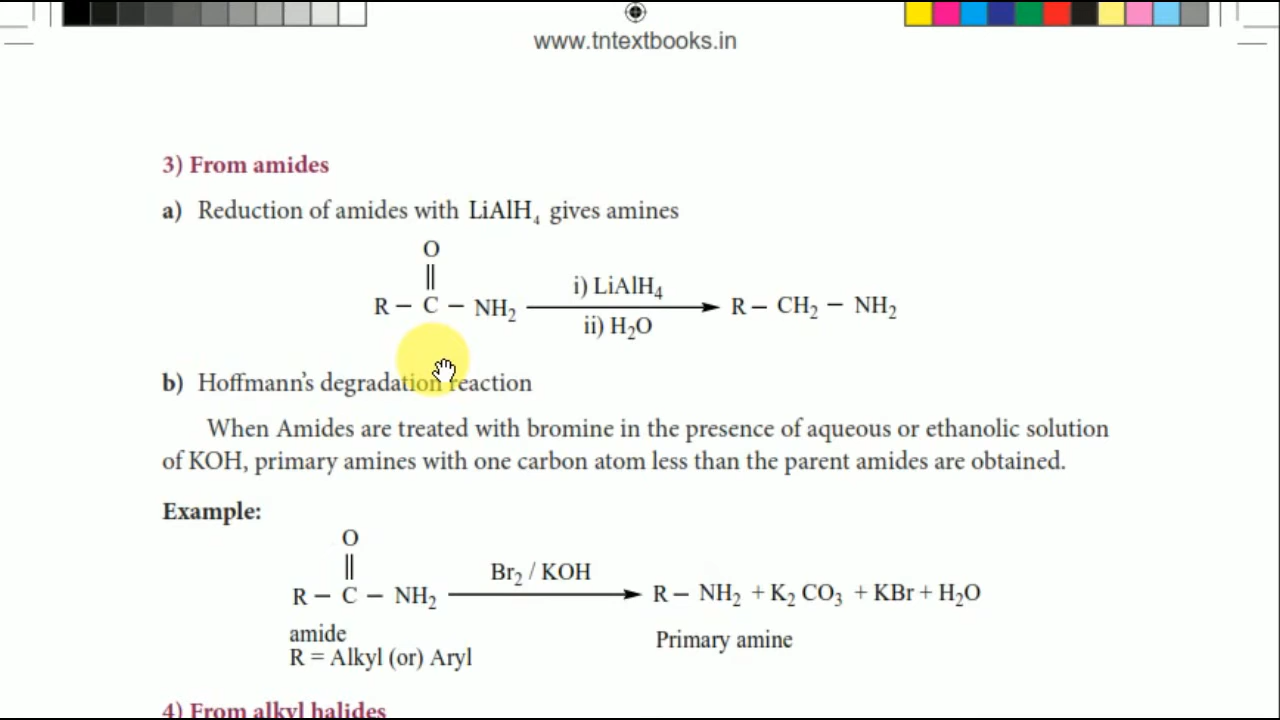 www.tntextbooks.in
3) From amides
a) Reduction of amides with LiAlH₄ gives amines
O
||
R – C – NH₂ i) LiAlH₄ ii) H₂O → R – CH₂ – NH₂
b) Hoffmann's degradation reaction
When Amides are treated with bromine in the presence of aqueous or ethanolic solution
of KOH, primary amines with one carbon atom less than the parent amides are obtained.
Example:
O
||
R – C – NH₂ Br₂ / KOH → R – NH₂ + K₂ CO₃ + KBr + H₂O
amide Primary amine
R = Alkyl (or) Aryl
4) From alkyl halides